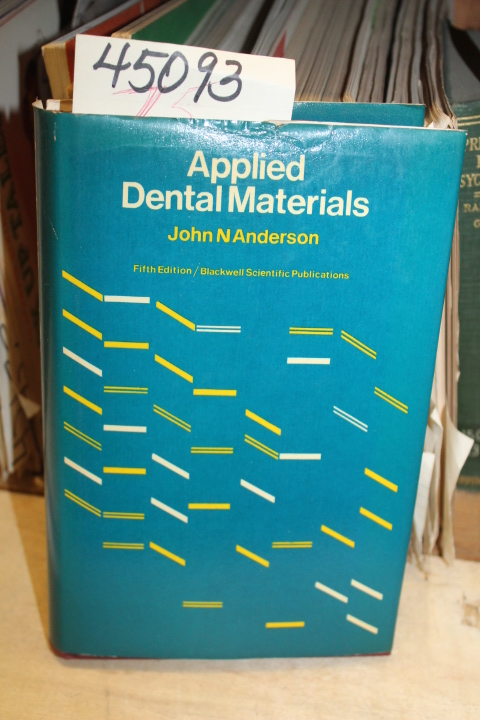 45093
Applied
Dental Materials
John N Anderson
Fifth Edition / Blackwell Scientific Publications